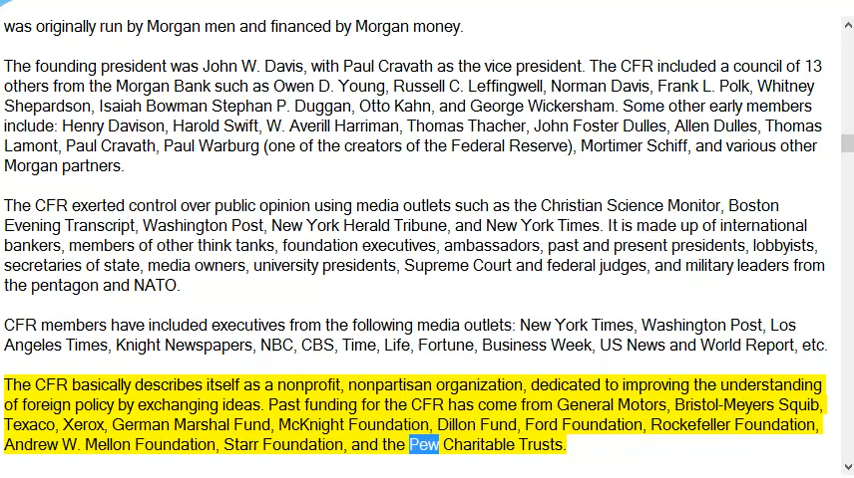 was originally run by Morgan men and financed by Morgan money.
The founding president was John W. Davis, with Paul Cravath as the vice president. The CFR included a council of 13
others from the Morgan Bank such as Owen D. Young, Russell C. Leffingwell, Norman Davis, Frank L. Polk, Whitney
Shepardson, Isaiah Bowman Stephan P. Duggan, Otto Kahn, and George Wickersham. Some other early members
include: Henry Davison, Harold Swift, W. Averill Harriman, Thomas Thacher, John Foster Dulles, Allen Dulles, Thomas
Lamont, Paul Cravath, Paul Warburg (one of the creators of the Federal Reserve), Mortimer Schiff, and various other
Morgan partners.
The CFR exerted control over public opinion using media outlets such as the Christian Science Monitor, Boston
Evening Transcript, Washington Post, New York Herald Tribune, and New York Times. It is made up of international
bankers, members of other think tanks, foundation executives, ambassadors, past and present presidents, lobbyists,
secretaries of state, media owners, university presidents, Supreme Court and federal judges, and military leaders from
the pentagon and NATO.
CFR members have included executives from the following media outlets: New York Times, Washington Post, Los
Angeles Times, Knight Newspapers, NBC, CBS, Time, Life, Fortune, Business Week, US News and World Report, etc.
The CFR basically describes itself as a nonprofit, nonpartisan organization, dedicated to improving the understanding
of foreign policy by exchanging ideas. Past funding for the CFR has come from General Motors, Bristol-Meyers Squib,
Texaco, Xerox, German Marshal Fund, McKnight Foundation, Dillon Fund, Ford Foundation, Rockefeller Foundation,
Andrew W. Mellon Foundation, Starr Foundation, and the Pew Charitable Trusts.